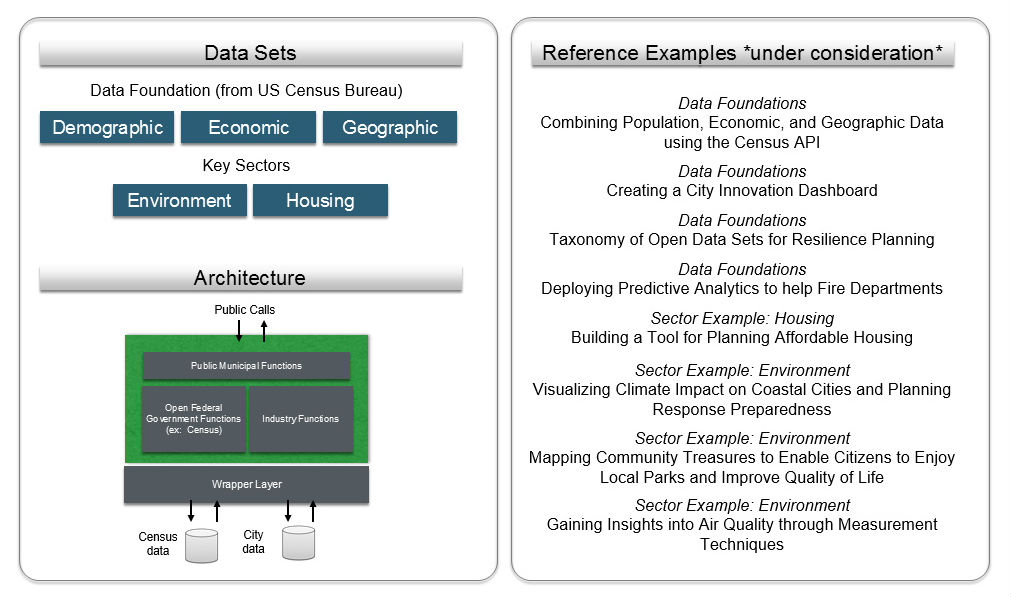 Data Sets
Data Foundation (from US Census Bureau)
Demographic
Economic
Geographic
Key Sectors
Environment
Housing
Architecture
Public Calls
Public Municipal Functions
Open Federal
Government Functions
(ex: Census)
Industry Functions
Wrapper Layer
Census
data
City
data
Reference Examples *under consideration*
Data Foundations
Combining Population, Economic, and Geographic Data
using the Census API
Data Foundations
Creating a City Innovation Dashboard
Data Foundations
Taxonomy of Open Data Sets for Resilience Planning
Data Foundations
Deploying Predictive Analytics to help Fire Departments
Sector Example: Housing
Building a Tool for Planning Affordable Housing
Sector Example: Environment
Visualizing Climate Impact on Coastal Cities and Planning
Response Preparedness
Sector Example: Environment
Mapping Community Treasures to Enable Citizens to Enjoy
Local Parks and Improve Quality of Life
Sector Example: Environment
Gaining Insights into Air Quality through Measurement
Techniques